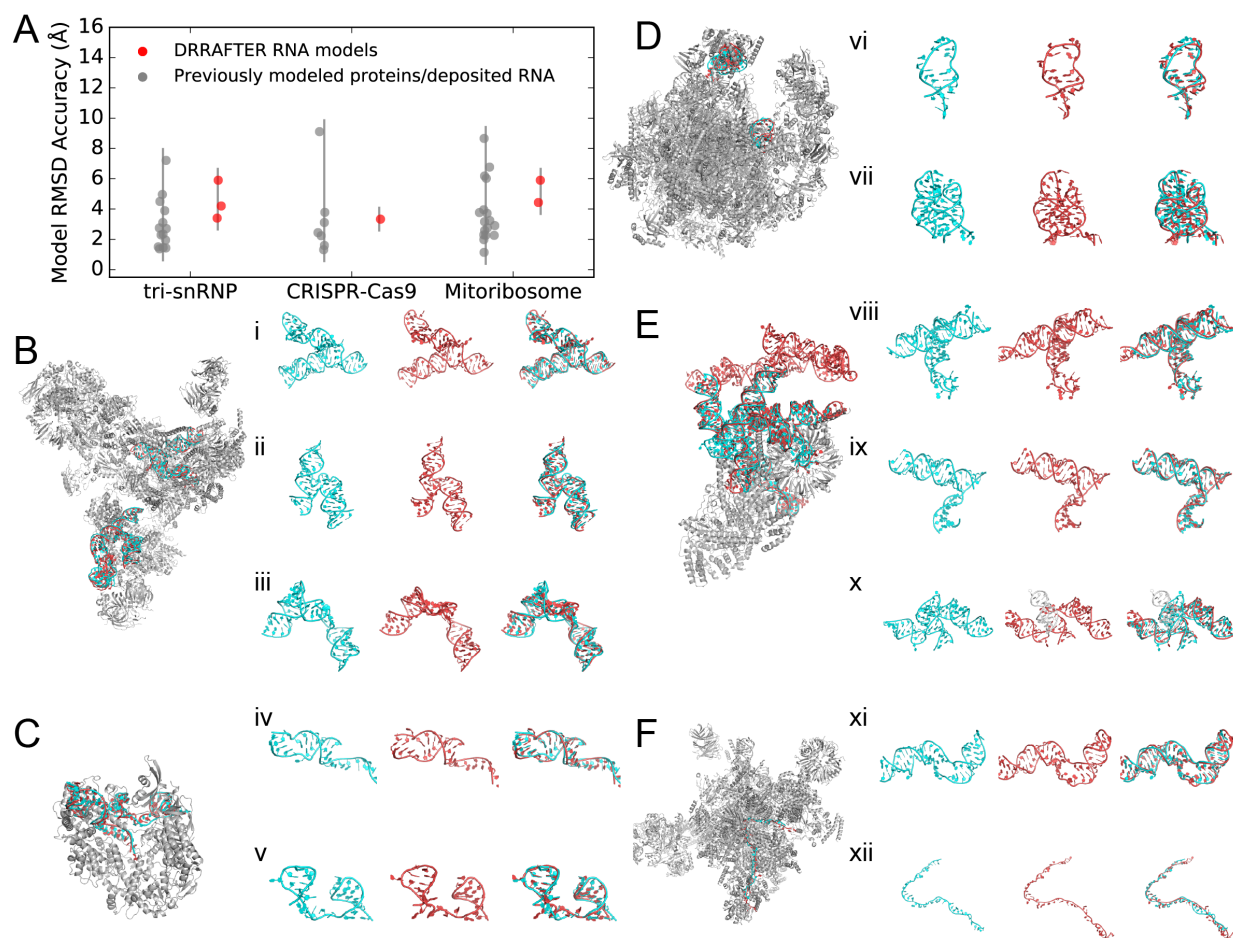 A
Model RMSD Accuracy (Å)
16
14
12
10
8
6
4
2
0
DRRAFTER RNA models
Previously modeled proteins/deposited RNA
tri-snRNP CRISPR-Cas9 Mitoribosome
B
i
ii
iii
C
iv
v
D
vi
vii
E
viii
ix
x
F
xi
xii